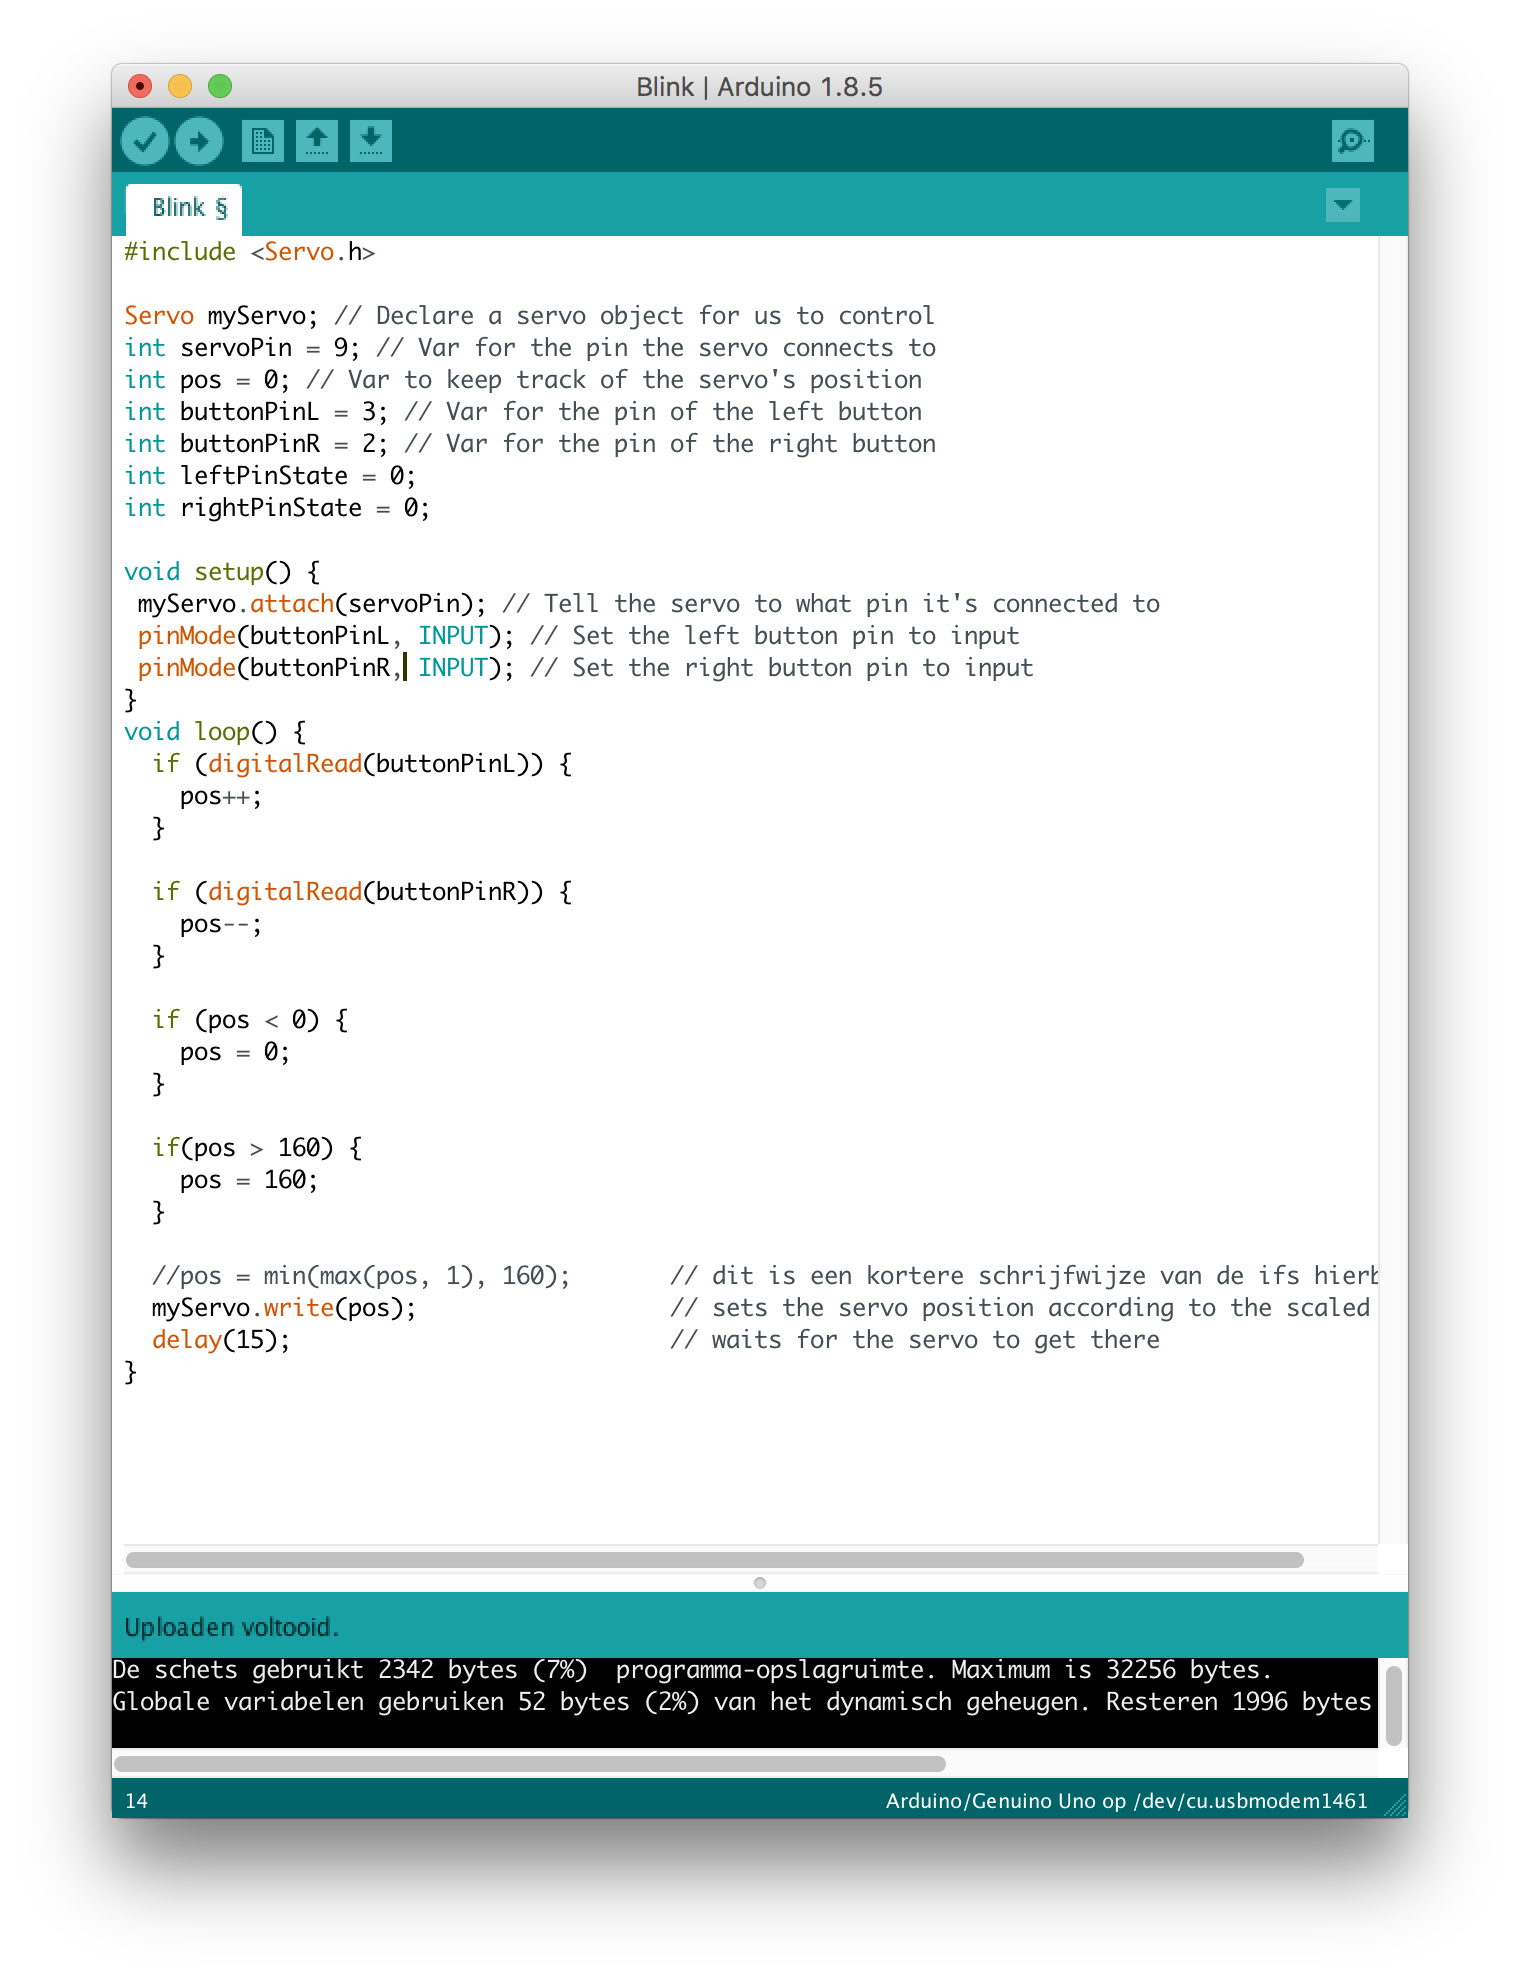 Blink | Arduino 1.8.5
Blink §
#include <Servo.h>
Servo myServo; // Declare a servo object for us to control
int servoPin = 9; // Var for the pin the servo connects to
int pos = 0; // Var to keep track of the servo's position
int buttonPinL = 3; // Var for the pin of the left button
int buttonPinR = 2; // Var for the pin of the right button
int leftPinState = 0;
int rightPinState = 0;
void setup() {
myServo.attach(servoPin); // Tell the servo to what pin it's connected to
pinMode(buttonPinL, INPUT); // Set the left button pin to input
pinMode(buttonPinR, INPUT); // Set the right button pin to input
}
void loop() {
if (digitalRead(buttonPinL)) {
pos++;
}
if (digitalRead(buttonPinR)) {
pos--;
}
if (pos < 0) {
pos = 0;
}
if(pos > 160) {
pos = 160;
}
//pos = min(max(pos, 1), 160); // dit is een kortere schrijfwijze van de ifs
myServo.write(pos); // sets the servo position according to the scaled
delay(15); // waits for the servo to get there
}
Uploaden voltooid.
De schets gebruikt 2342 bytes (7%) programma-opslagruimte. Maximum is 32256 bytes.
Globale variabelen gebruiken 52 bytes (2%) van het dynamisch geheugen. Resteren 1996 bytes
14
Arduino/Genuino Uno op /dev/cu.usbmodem1461